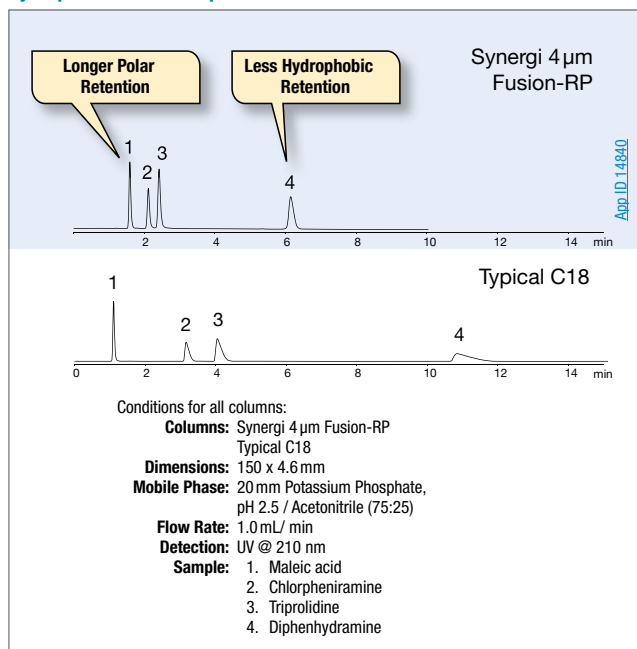 Longer Polar
Retention
Less Hydrophobic
Retention
Synergi 4 µm
Fusion-RP
App ID 14840
1
2
3
4
2 4 6 8 10 12 14 min
Typical C18
1
2
3
4
0 2 4 6 8 10 12 14 min
Conditions for all columns:
Columns: Synergi 4 µm Fusion-RP
Typical C18
Dimensions: 150 x 4.6 mm
Mobile Phase: 20 mm Potassium Phosphate,
pH 2.5 / Acetonitrile (75:25)
Flow Rate: 1.0 mL/ min
Detection: UV @ 210 nm
Sample: 1. Maleic acid
2. Chlorpheniramine
3. Triprolidine
4. Diphenhydramine